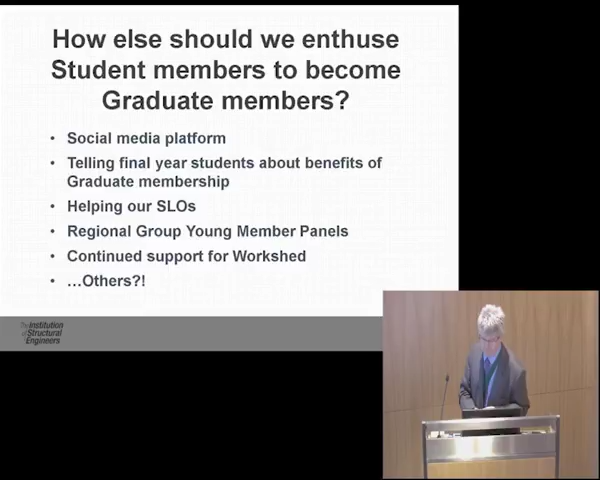 How else should we enthuse
Student members to become
Graduate members?
• Social media platform
• Telling final year students about benefits of
Graduate membership
• Helping our SLOs
• Regional Group Young Member Panels
• Continued support for Workshed
• …Others?!
The Institution
of Structural
Engineers